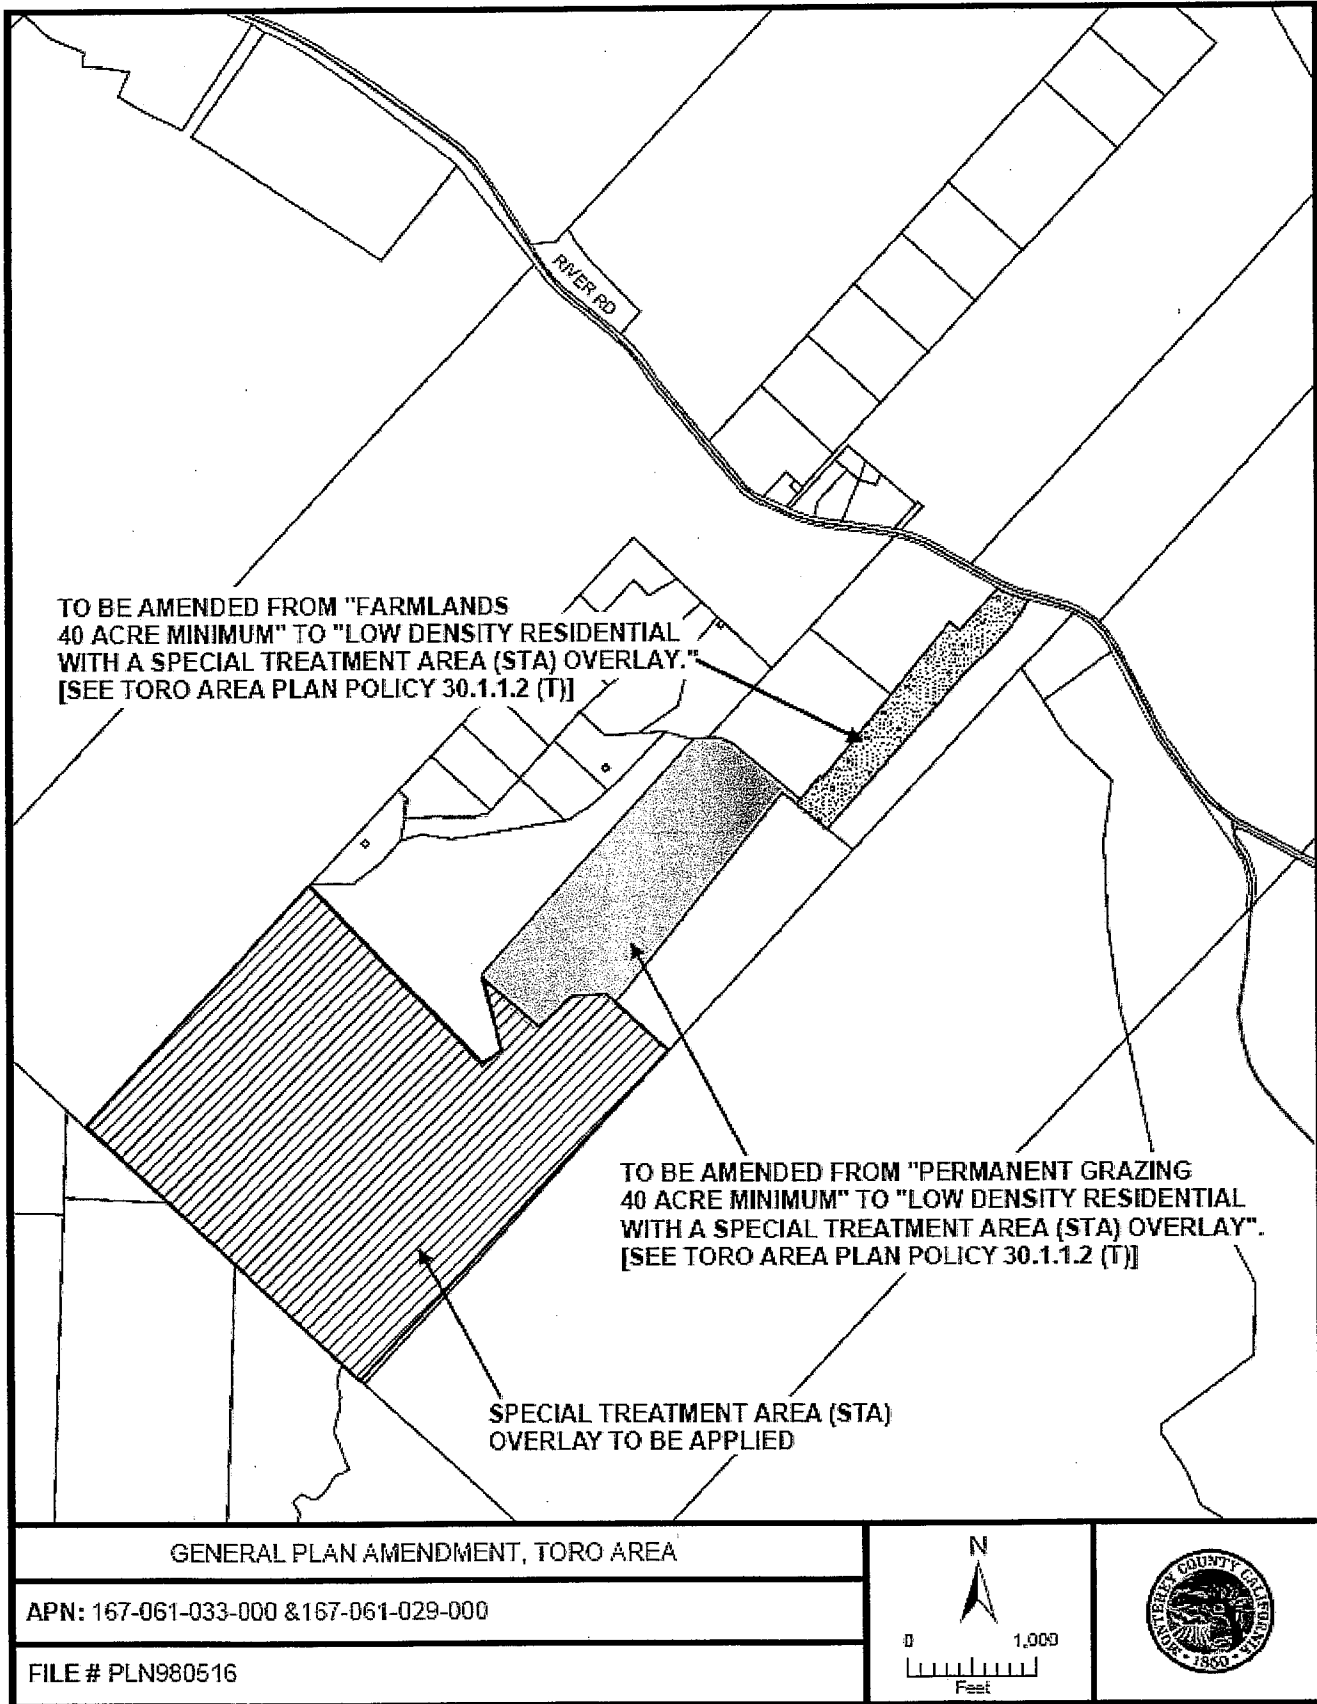 RIVER RD
TO BE AMENDED FROM "FARMLANDS
40 ACRE MINIMUM" TO "LOW DENSITY RESIDENTIAL
WITH A SPECIAL TREATMENT AREA (STA) OVERLAY."
[SEE TORO AREA PLAN POLICY 30.1.1.2 (T)]
TO BE AMENDED FROM "PERMANENT GRAZING
40 ACRE MINIMUM" TO "LOW DENSITY RESIDENTIAL
WITH A SPECIAL TREATMENT AREA (STA) OVERLAY".
[SEE TORO AREA PLAN POLICY 30.1.1.2 (T)]
SPECIAL TREATMENT AREA (STA)
OVERLAY TO BE APPLIED
GENERAL PLAN AMENDMENT, TORO AREA
APN: 167-061-033-000 &167-061-029-000
FILE # PLN980516
N
0 1,000
Feet
MONTEREY COUNTY CALIFORNIA
1850